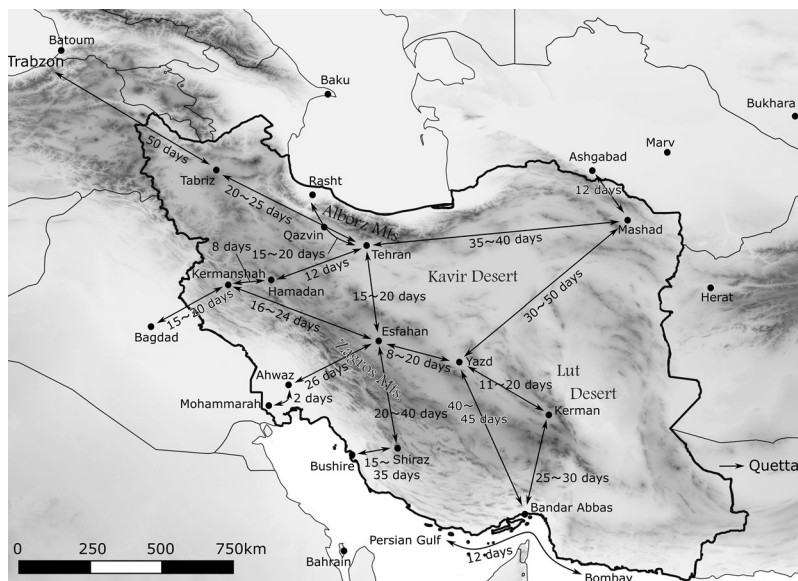 Batoum
Trabzon
Baku
Bukhara
Marv
Ashgabad
50 days
12 days
Tabriz
Rasht
20~25 days
Alborz Mts
Mashad
Qazvin
35~40 days
8 days
15~20 days
Tehran
Kermanshah
12 days
Hamadan
Kavir Desert
Herat
15~20 days
15~20 days
30~50 days
16~24 days
Bagdad
Esfahan
Zagros Mts
8~20 days
Yazd
Lut
Desert
Ahwaz
26 days
11~20 days
Mohammarah
2 days
20~40 days
40~
45 days
Kerman
Bushire
15~
35 days
Shiraz
Quetta
25~30 days
Bandar Abbas
Persian Gulf
12 days
Bahrain
Bombay
0 250 500 750km